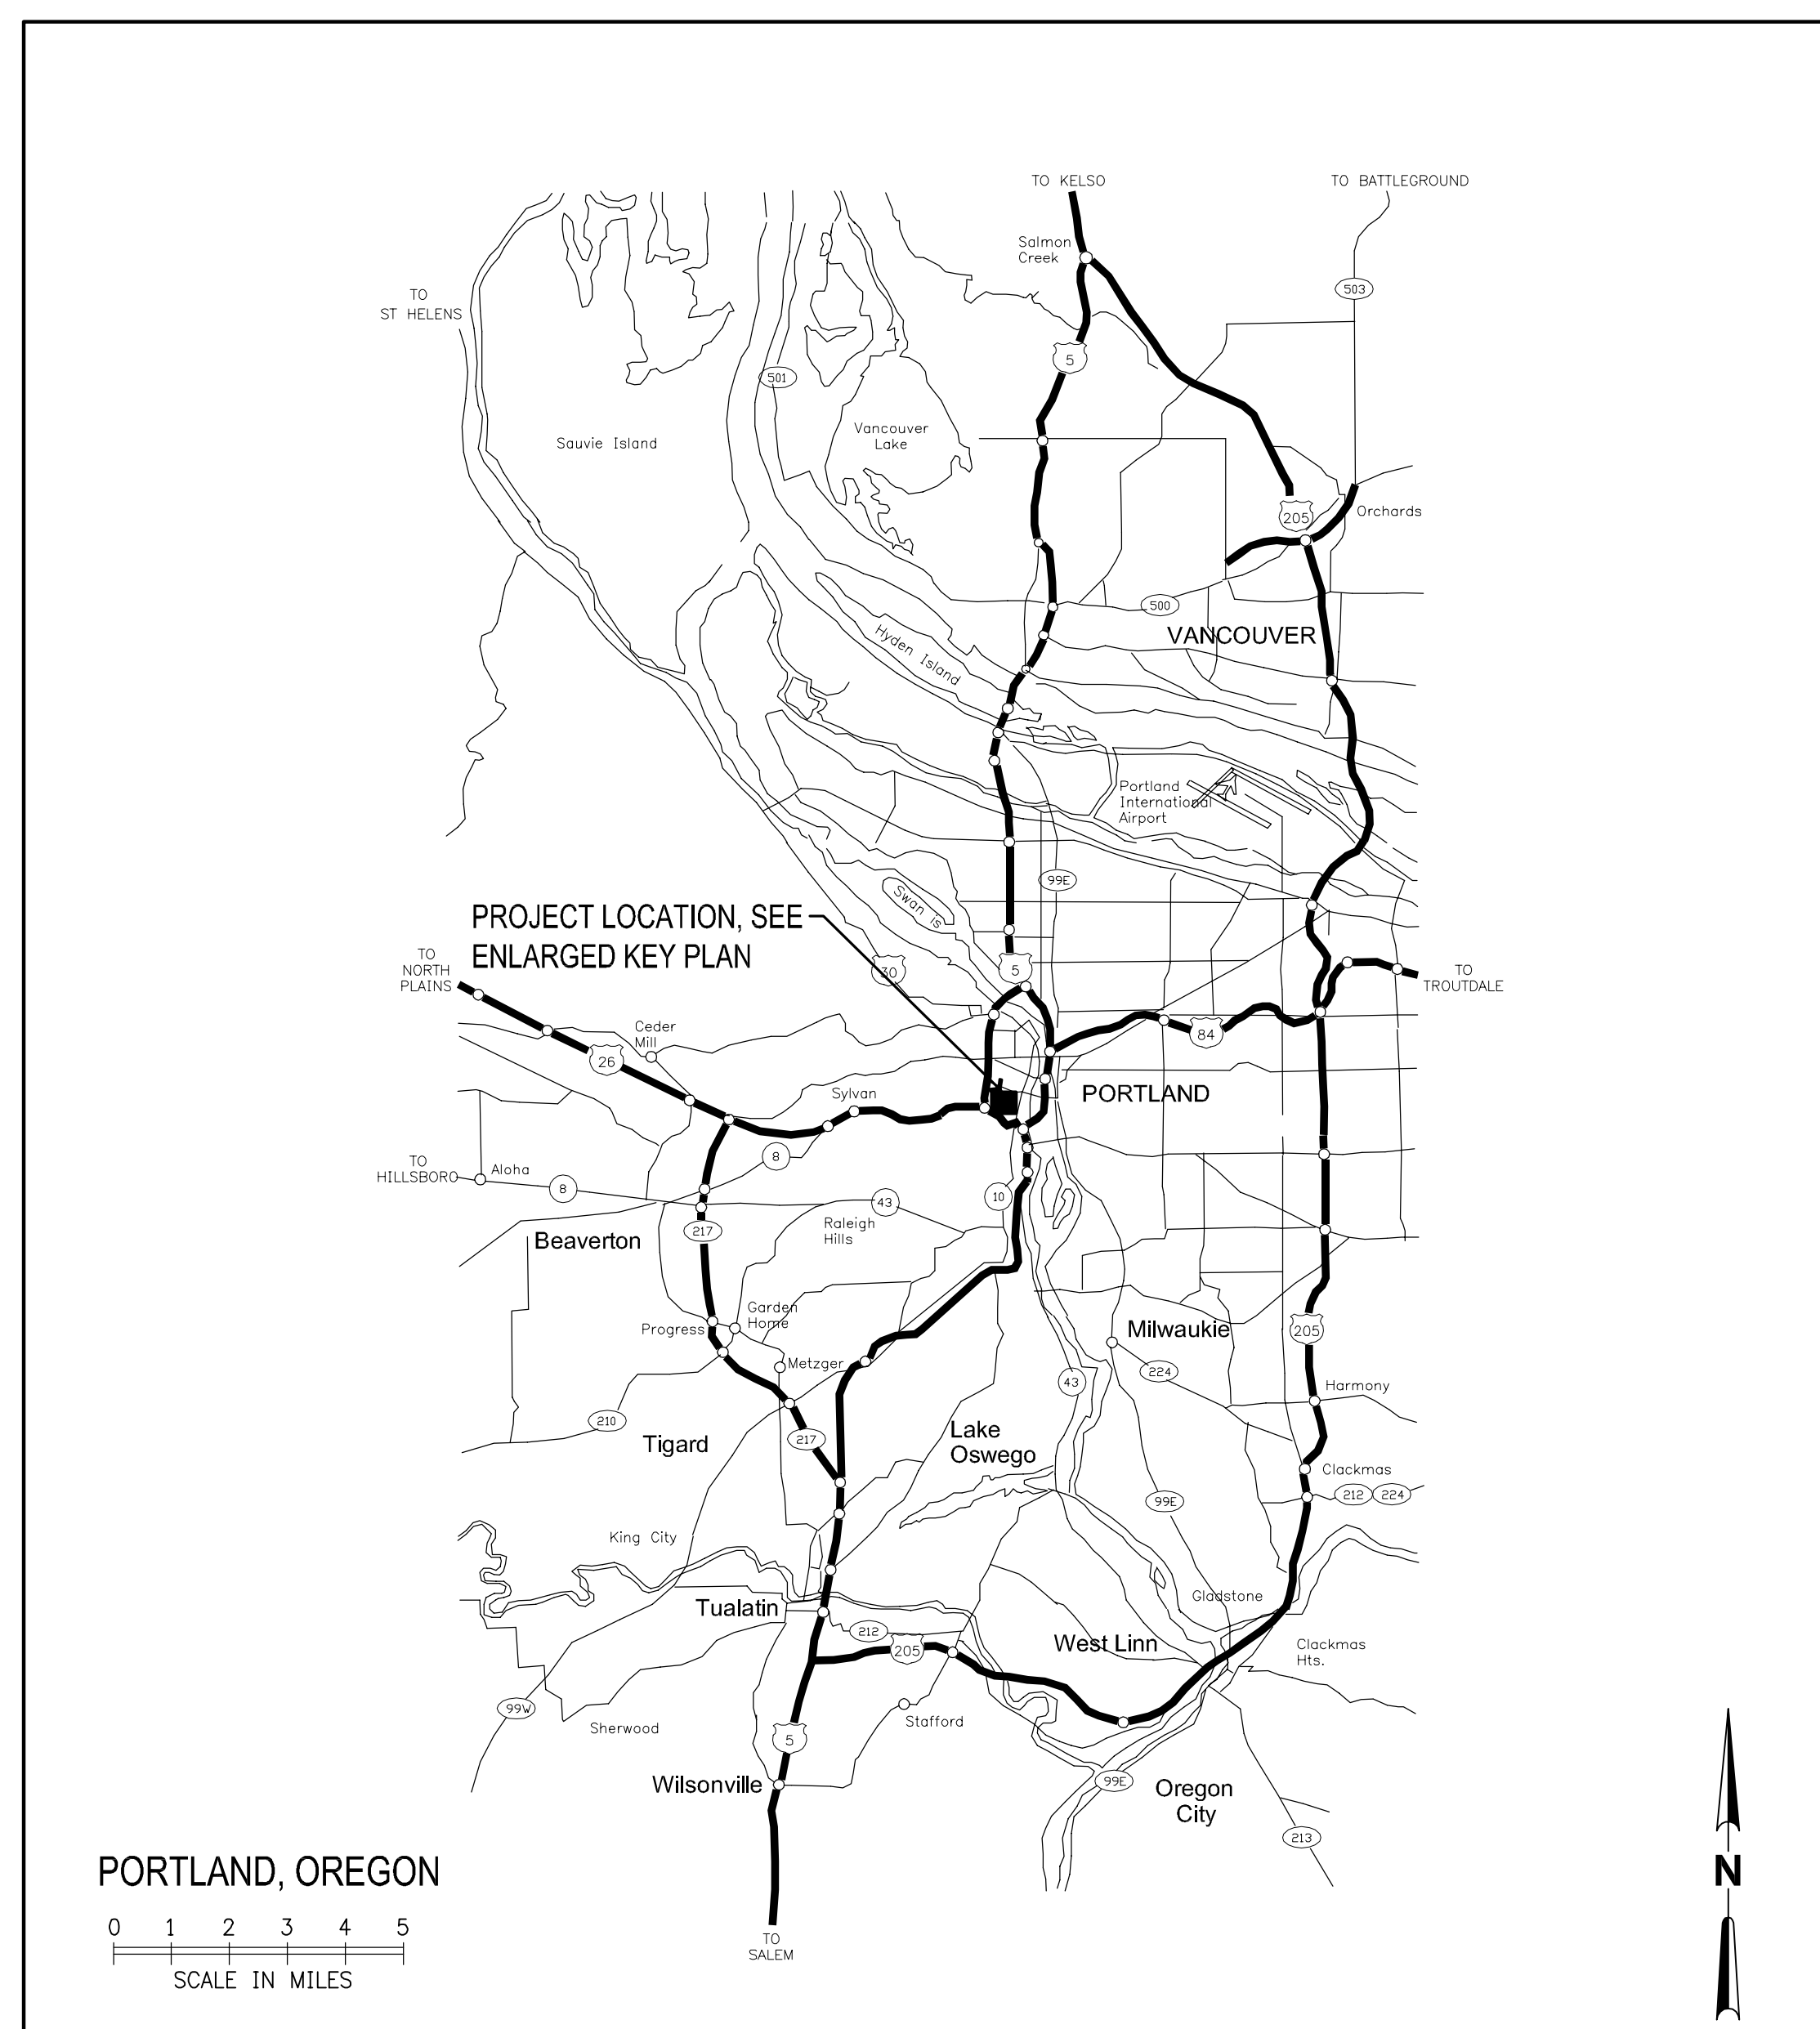 TO KELSO
TO BATTLEGROUND
Salmon
Creek
503
TO
ST HELENS
5
501
Sauvie Island
Vancouver
Lake
205
Orchards
500
VANCOUVER
Hyden Island
Portland
International
Airport
99E
Swan is
PROJECT LOCATION, SEE
ENLARGED KEY PLAN
TO
NORTH
PLAINS
30
5
TO
TROUTDALE
Ceder
Mill
26
84
Sylvan
PORTLAND
8
TO
HILLSBORO
Aloha
8
43
10
217
Raleigh
Hills
Beaverton
Garden
Home
Progress
Milwaukie
205
Metzger
224
43
Harmony
210
217
Tigard
Lake
Oswego
Clackmas
212
224
99E
King City
Gladstone
Tualatin
212
205
West Linn
Clackmas
Hts.
99W
Stafford
Sherwood
5
Wilsonville
99E
Oregon
City
213
TO
SALEM
PORTLAND, OREGON
0 1 2 3 4 5
SCALE IN MILES
N